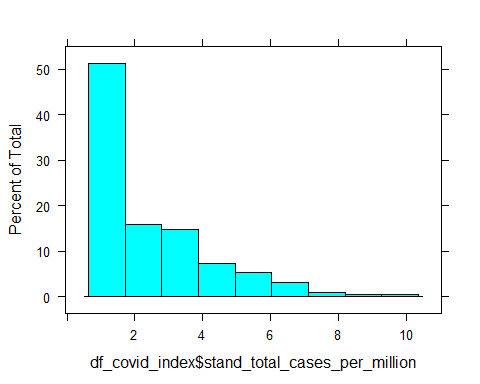 Percent of Total
50
40
30
20
10
0
2 4 6 8 10
df_covid_index$stand_total_cases_per_million